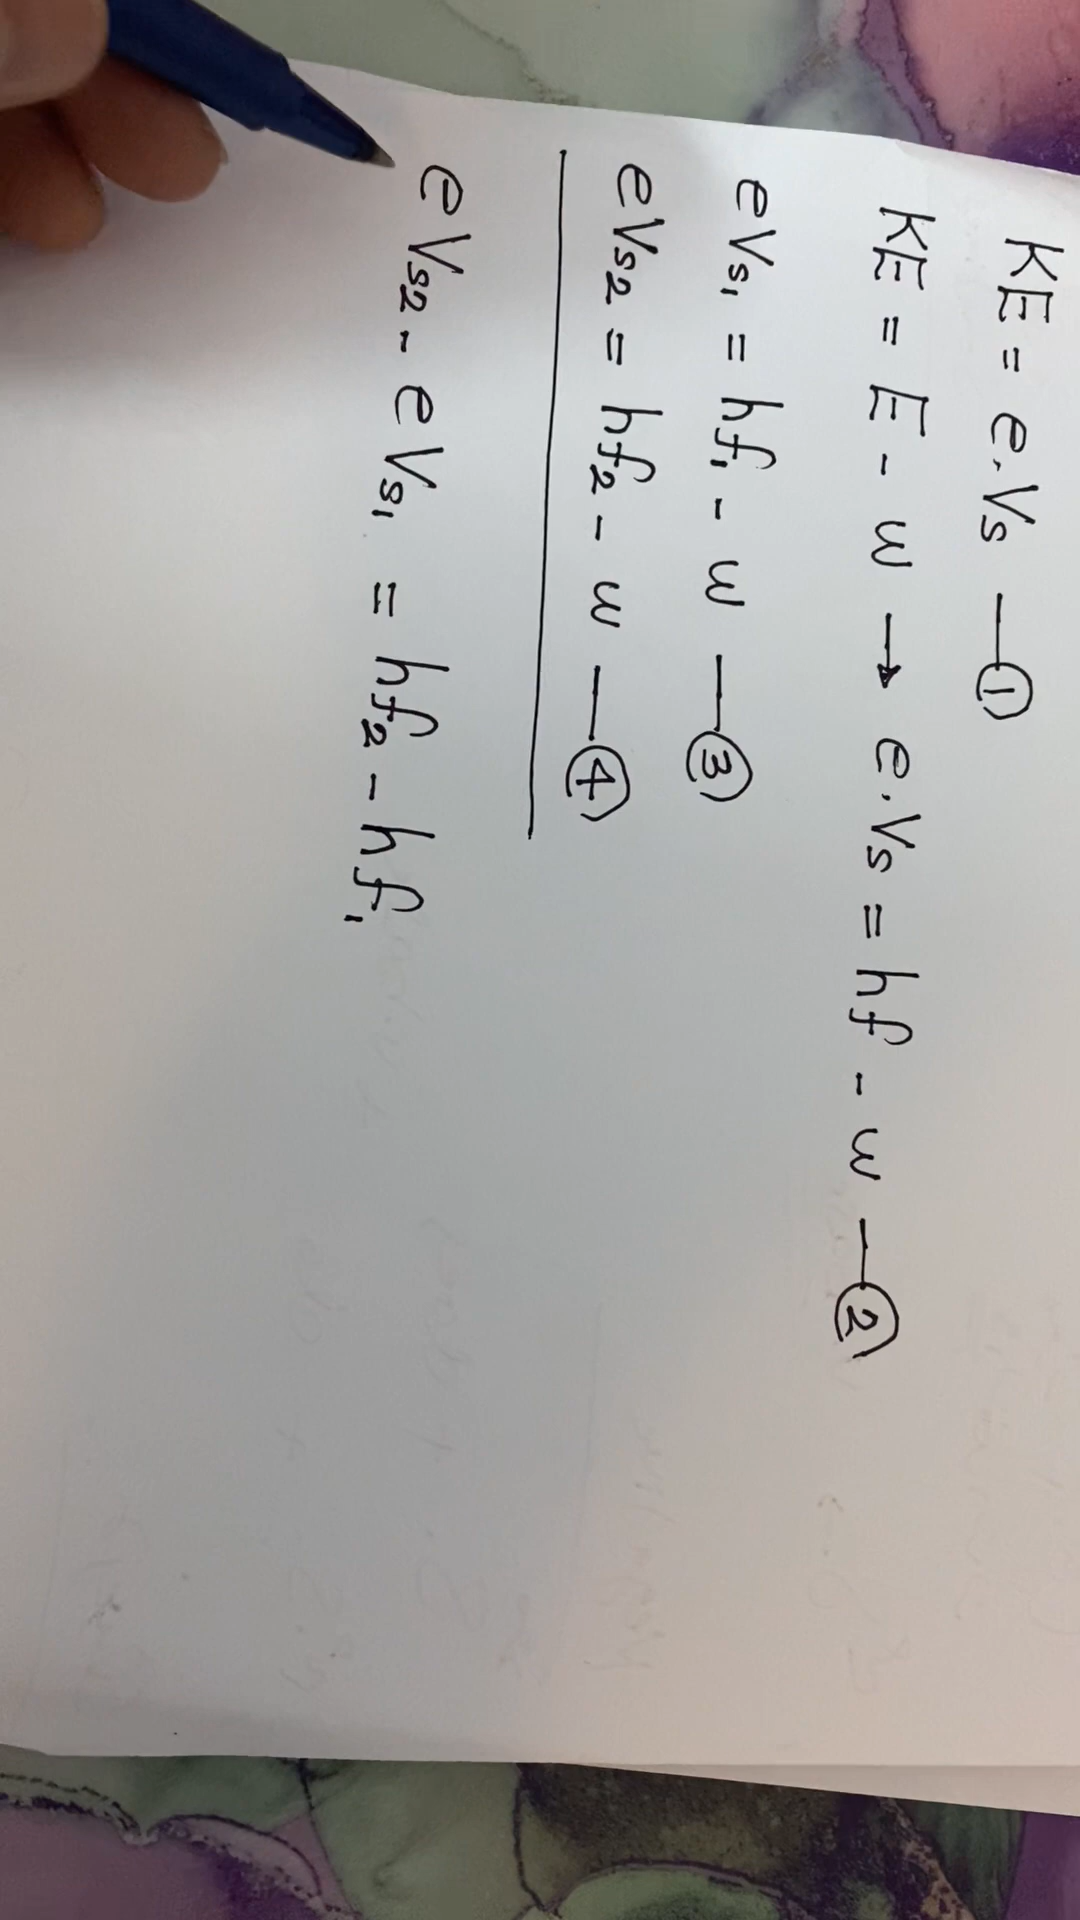 KE = e.Vs —①
KE = E - w → e.Vs = hf - w —②
eVs₁ = hf₁ - w —③
eVs₂ = hf₂ - w —④
eVs₂ - eVs₁ = hf₂ - hf₁